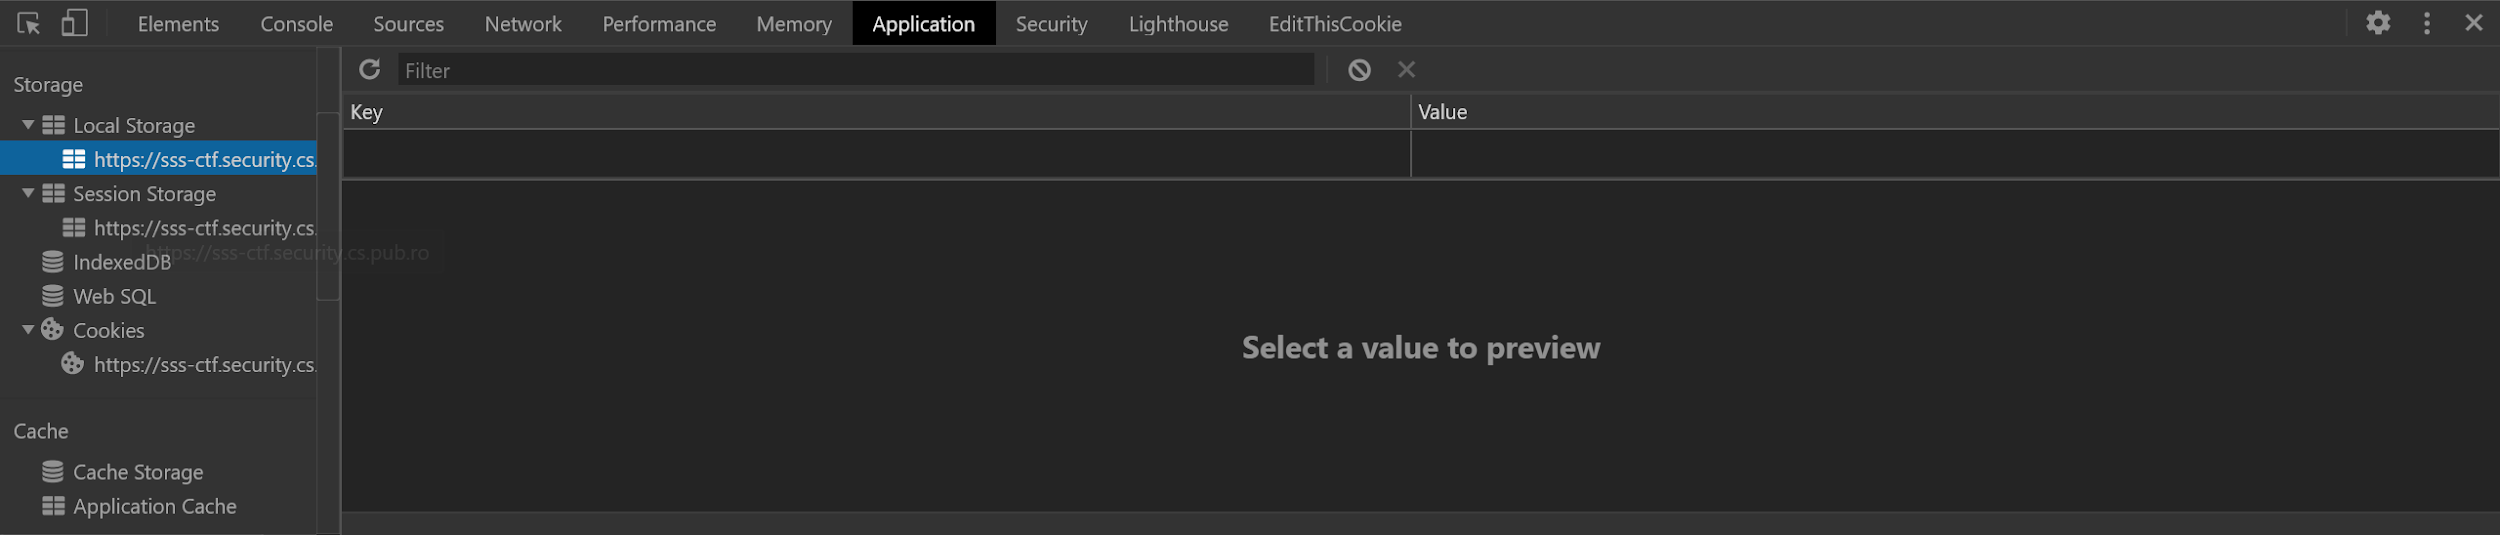 Elements Console Sources Network Performance Memory Application Security Lighthouse EditThisCookie
Filter
Storage
Key Value
Local Storage
https://sss-ctf.security.cs.
Session Storage
https://sss-ctf.security.cs.
https://sss-ctf.security.cs.pub.ro
IndexedDB
Web SQL
Cookies
Select a value to preview
https://sss-ctf.security.cs.
Cache
Cache Storage
Application Cache